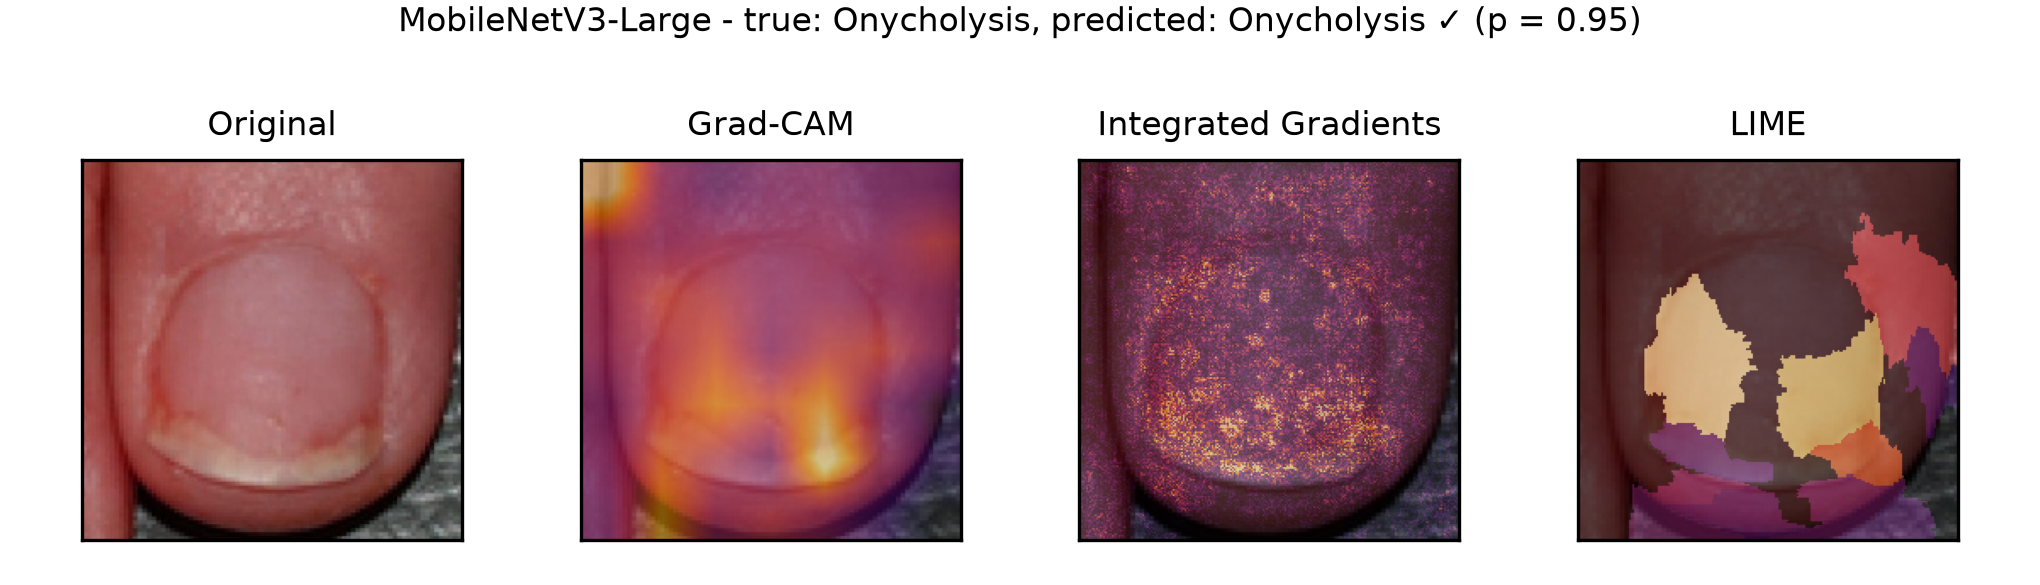 MobileNetV3-Large - true: Onycholysis, predicted: Onycholysis ✓ (p = 0.95)
Original
Grad-CAM
Integrated Gradients
LIME